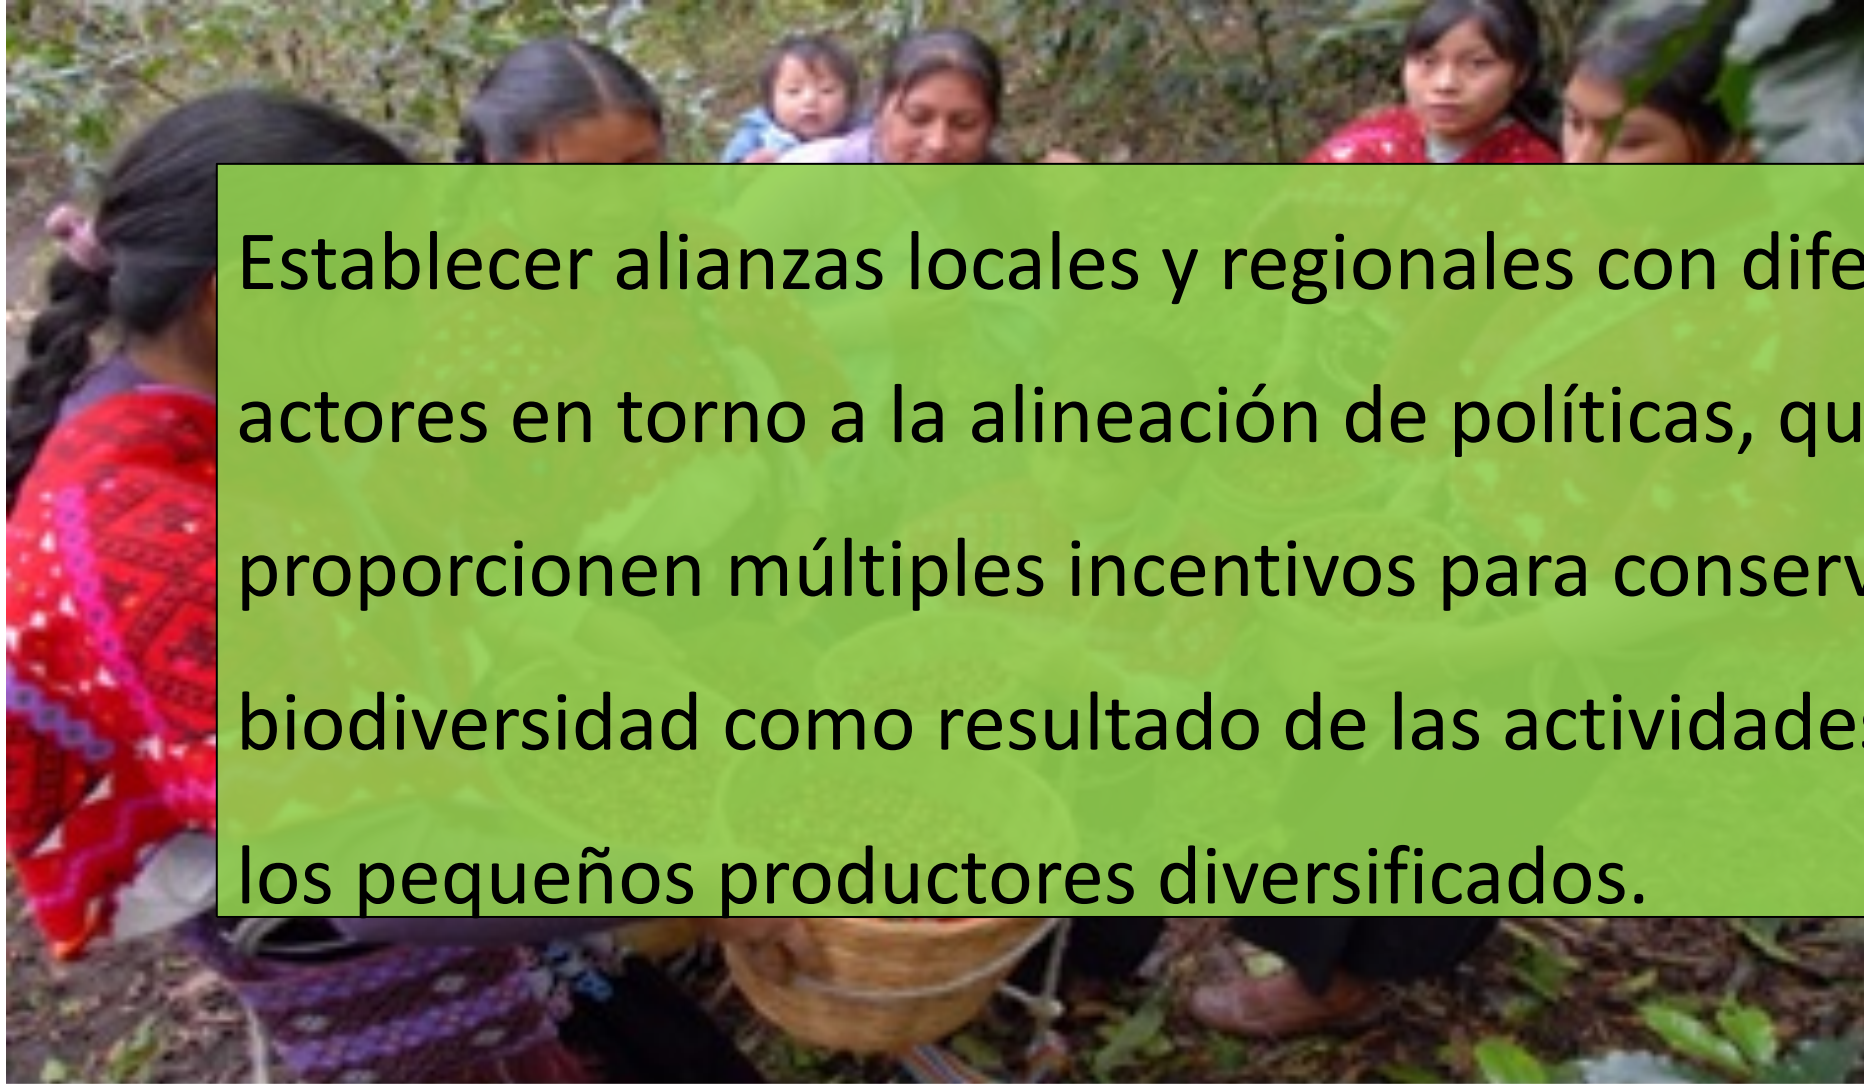 Establecer alianzas locales y regionales con dife
actores en torno a la alineación de políticas, qu
proporcionen múltiples incentivos para conserv
biodiversidad como resultado de las actividades
los pequeños productores diversificados.